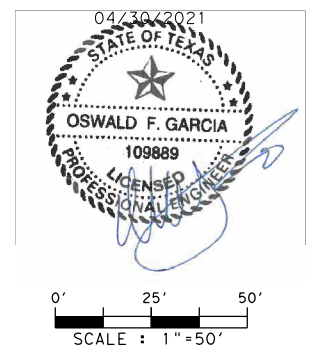 04/30/2021
STATE OF TEXAS
OSWALD F. GARCIA
109889
LICENSED
PROFESSIONAL ENGINEER
0' 25' 50'
SCALE : 1"=50'